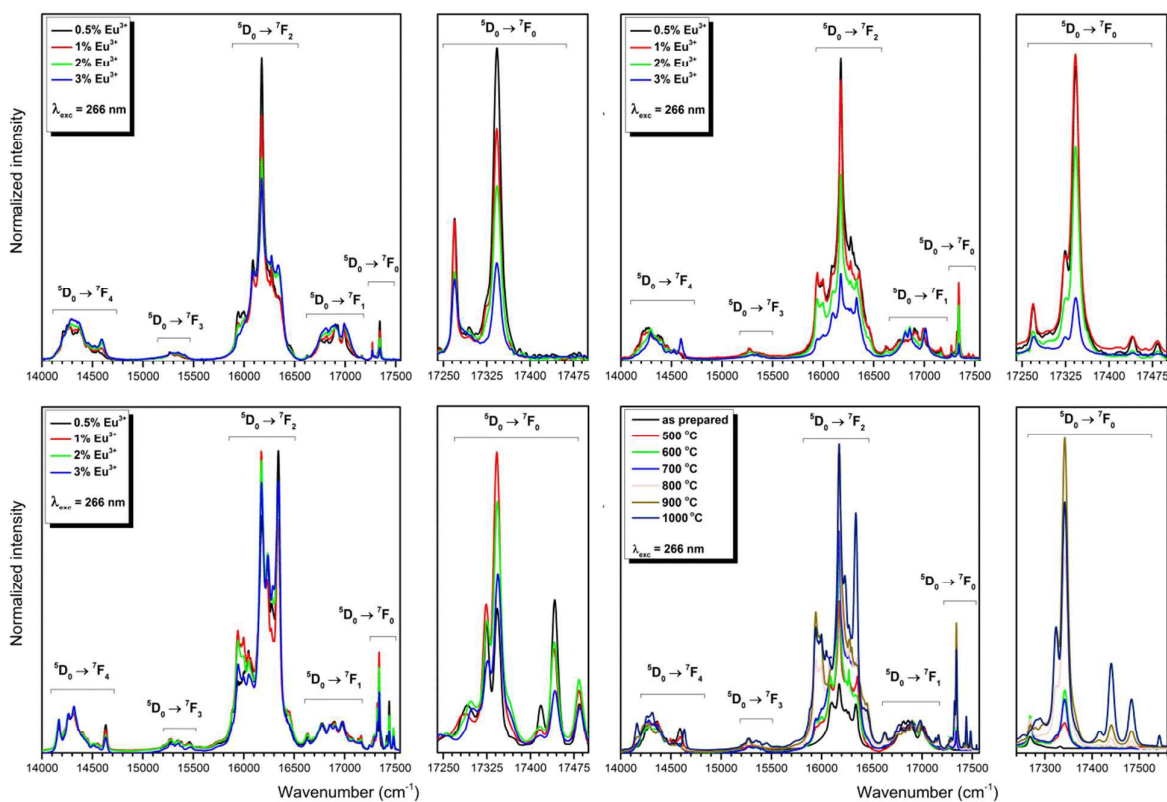 0.5% Eu³⁺
1% Eu³⁺
2% Eu³⁺
3% Eu³⁺
λexc = 266 nm
⁵D₀ → ⁷F₂
⁵D₀ → ⁷F₀
⁵D₀ → ⁷F₄
⁵D₀ → ⁷F₃
⁵D₀ → ⁷F₁
Normalized intensity
14000 14500 15000 15500 16000 16500 17000 17500
⁵D₀ → ⁷F₀
17250 17325 17400 17475
0.5% Eu³⁺
1% Eu³⁺
2% Eu³⁺
3% Eu³⁺
λexc = 266 nm
⁵D₀ → ⁷F₂
⁵D₀ → ⁷F₀
⁵D₀ → ⁷F₄
⁵D₀ → ⁷F₃
⁵D₀ → ⁷F₁
14000 14500 15000 15500 16000 16500 17000 17500
⁵D₀ → ⁷F₀
17250 17325 17400 17475
0.5% Eu³⁺
1% Eu³⁺
2% Eu³⁺
3% Eu³⁺
λexc = 266 nm
⁵D₀ → ⁷F₂
⁵D₀ → ⁷F₀
⁵D₀ → ⁷F₄
⁵D₀ → ⁷F₃
⁵D₀ → ⁷F₁
Normalized intensity
14000 14500 15000 15500 16000 16500 17000 17500
Wavenumber (cm⁻¹)
⁵D₀ → ⁷F₀
17250 17325 17400 17475
as prepared
500 °C
600 °C
700 °C
800 °C
900 °C
1000 °C
λexc = 266 nm
⁵D₀ → ⁷F₂
⁵D₀ → ⁷F₀
⁵D₀ → ⁷F₄
⁵D₀ → ⁷F₃
⁵D₀ → ⁷F₁
14000 14500 15000 15500 16000 16500 17000 17500
Wavenumber (cm⁻¹)
⁵D₀ → ⁷F₀
17300 17400 17500